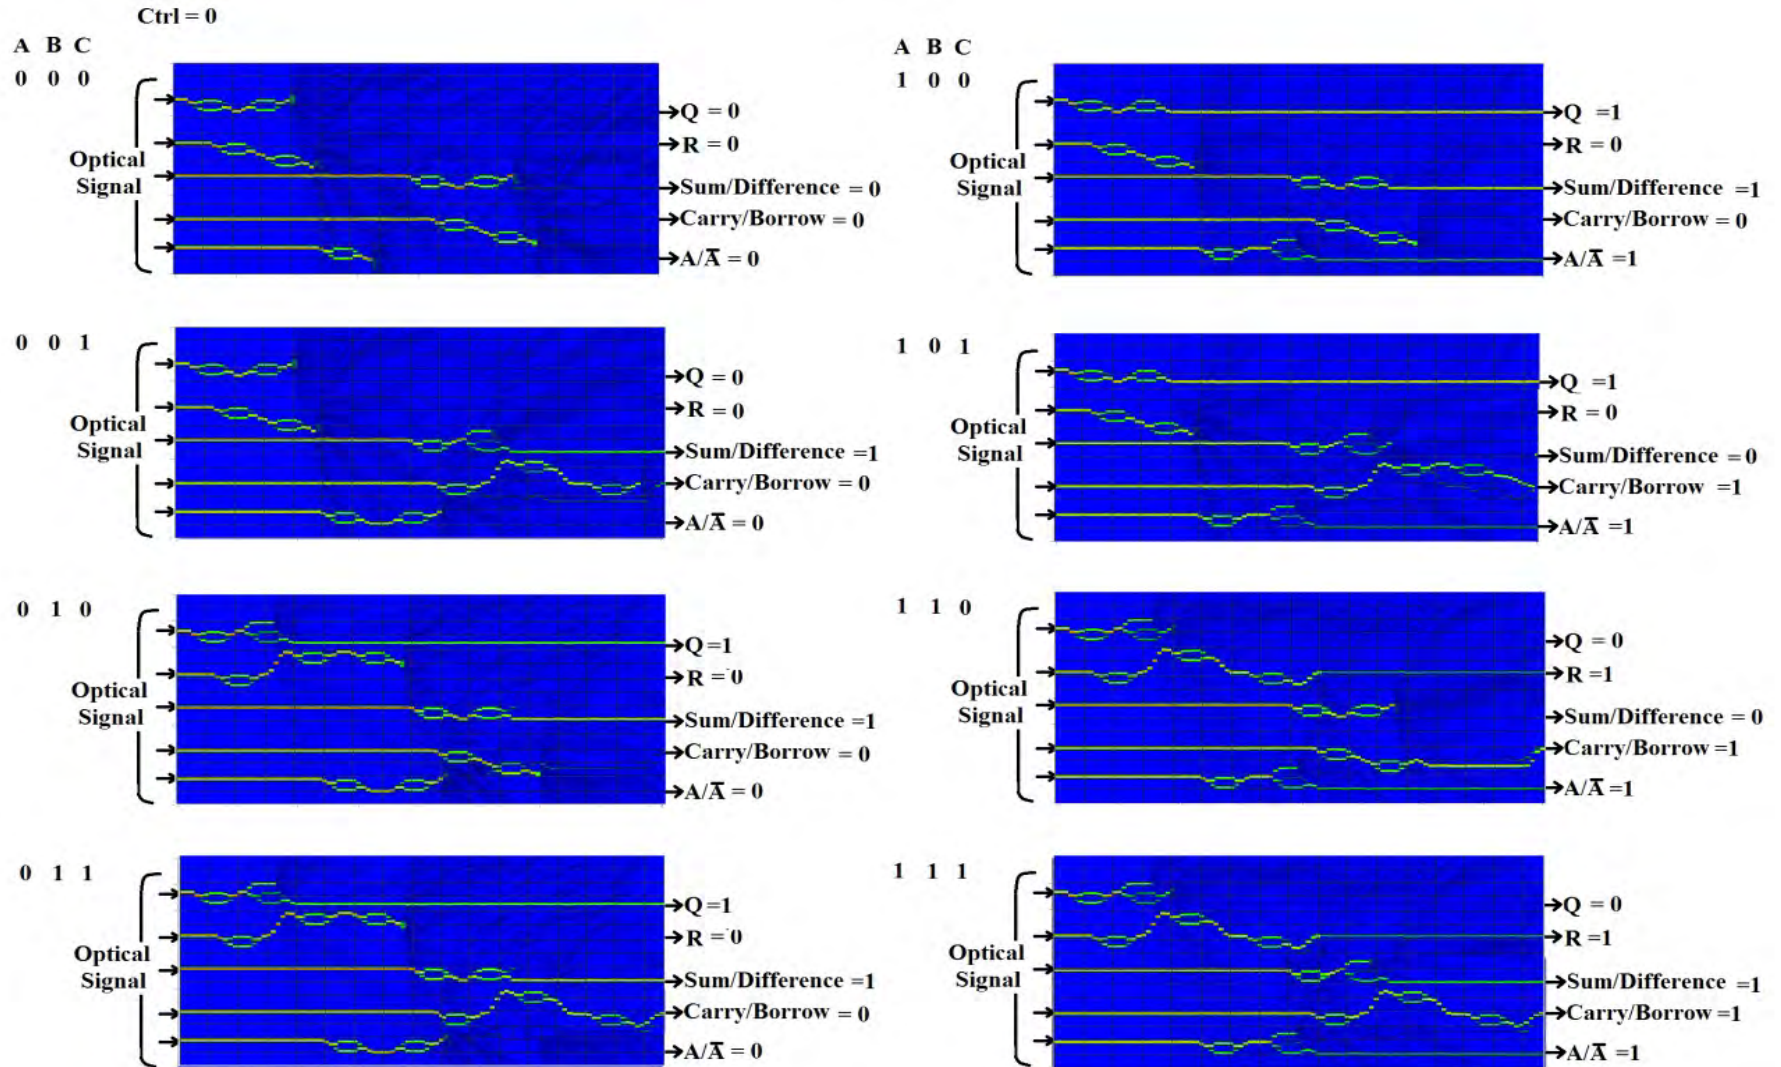 Ctrl = 0
A B C
0 0 0
Optical
Signal
Q = 0
R = 0
Sum/Difference = 0
Carry/Borrow = 0
A/Ā = 0
A B C
1 0 0
Optical
Signal
Q =1
R = 0
Sum/Difference =1
Carry/Borrow = 0
A/Ā =1
0 0 1
Optical
Signal
Q = 0
R = 0
Sum/Difference =1
Carry/Borrow = 0
A/Ā = 0
1 0 1
Optical
Signal
Q =1
R = 0
Sum/Difference = 0
Carry/Borrow =1
A/Ā =1
0 1 0
Optical
Signal
Q=1
R = 0
Sum/Difference =1
Carry/Borrow = 0
A/Ā = 0
1 1 0
Optical
Signal
Q = 0
R =1
Sum/Difference = 0
Carry/Borrow =1
A/Ā =1
0 1 1
Optical
Signal
Q =1
R = 0
Sum/Difference =1
Carry/Borrow = 0
A/Ā = 0
1 1 1
Optical
Signal
Q = 0
R =1
Sum/Difference =1
Carry/Borrow =1
A/Ā =1